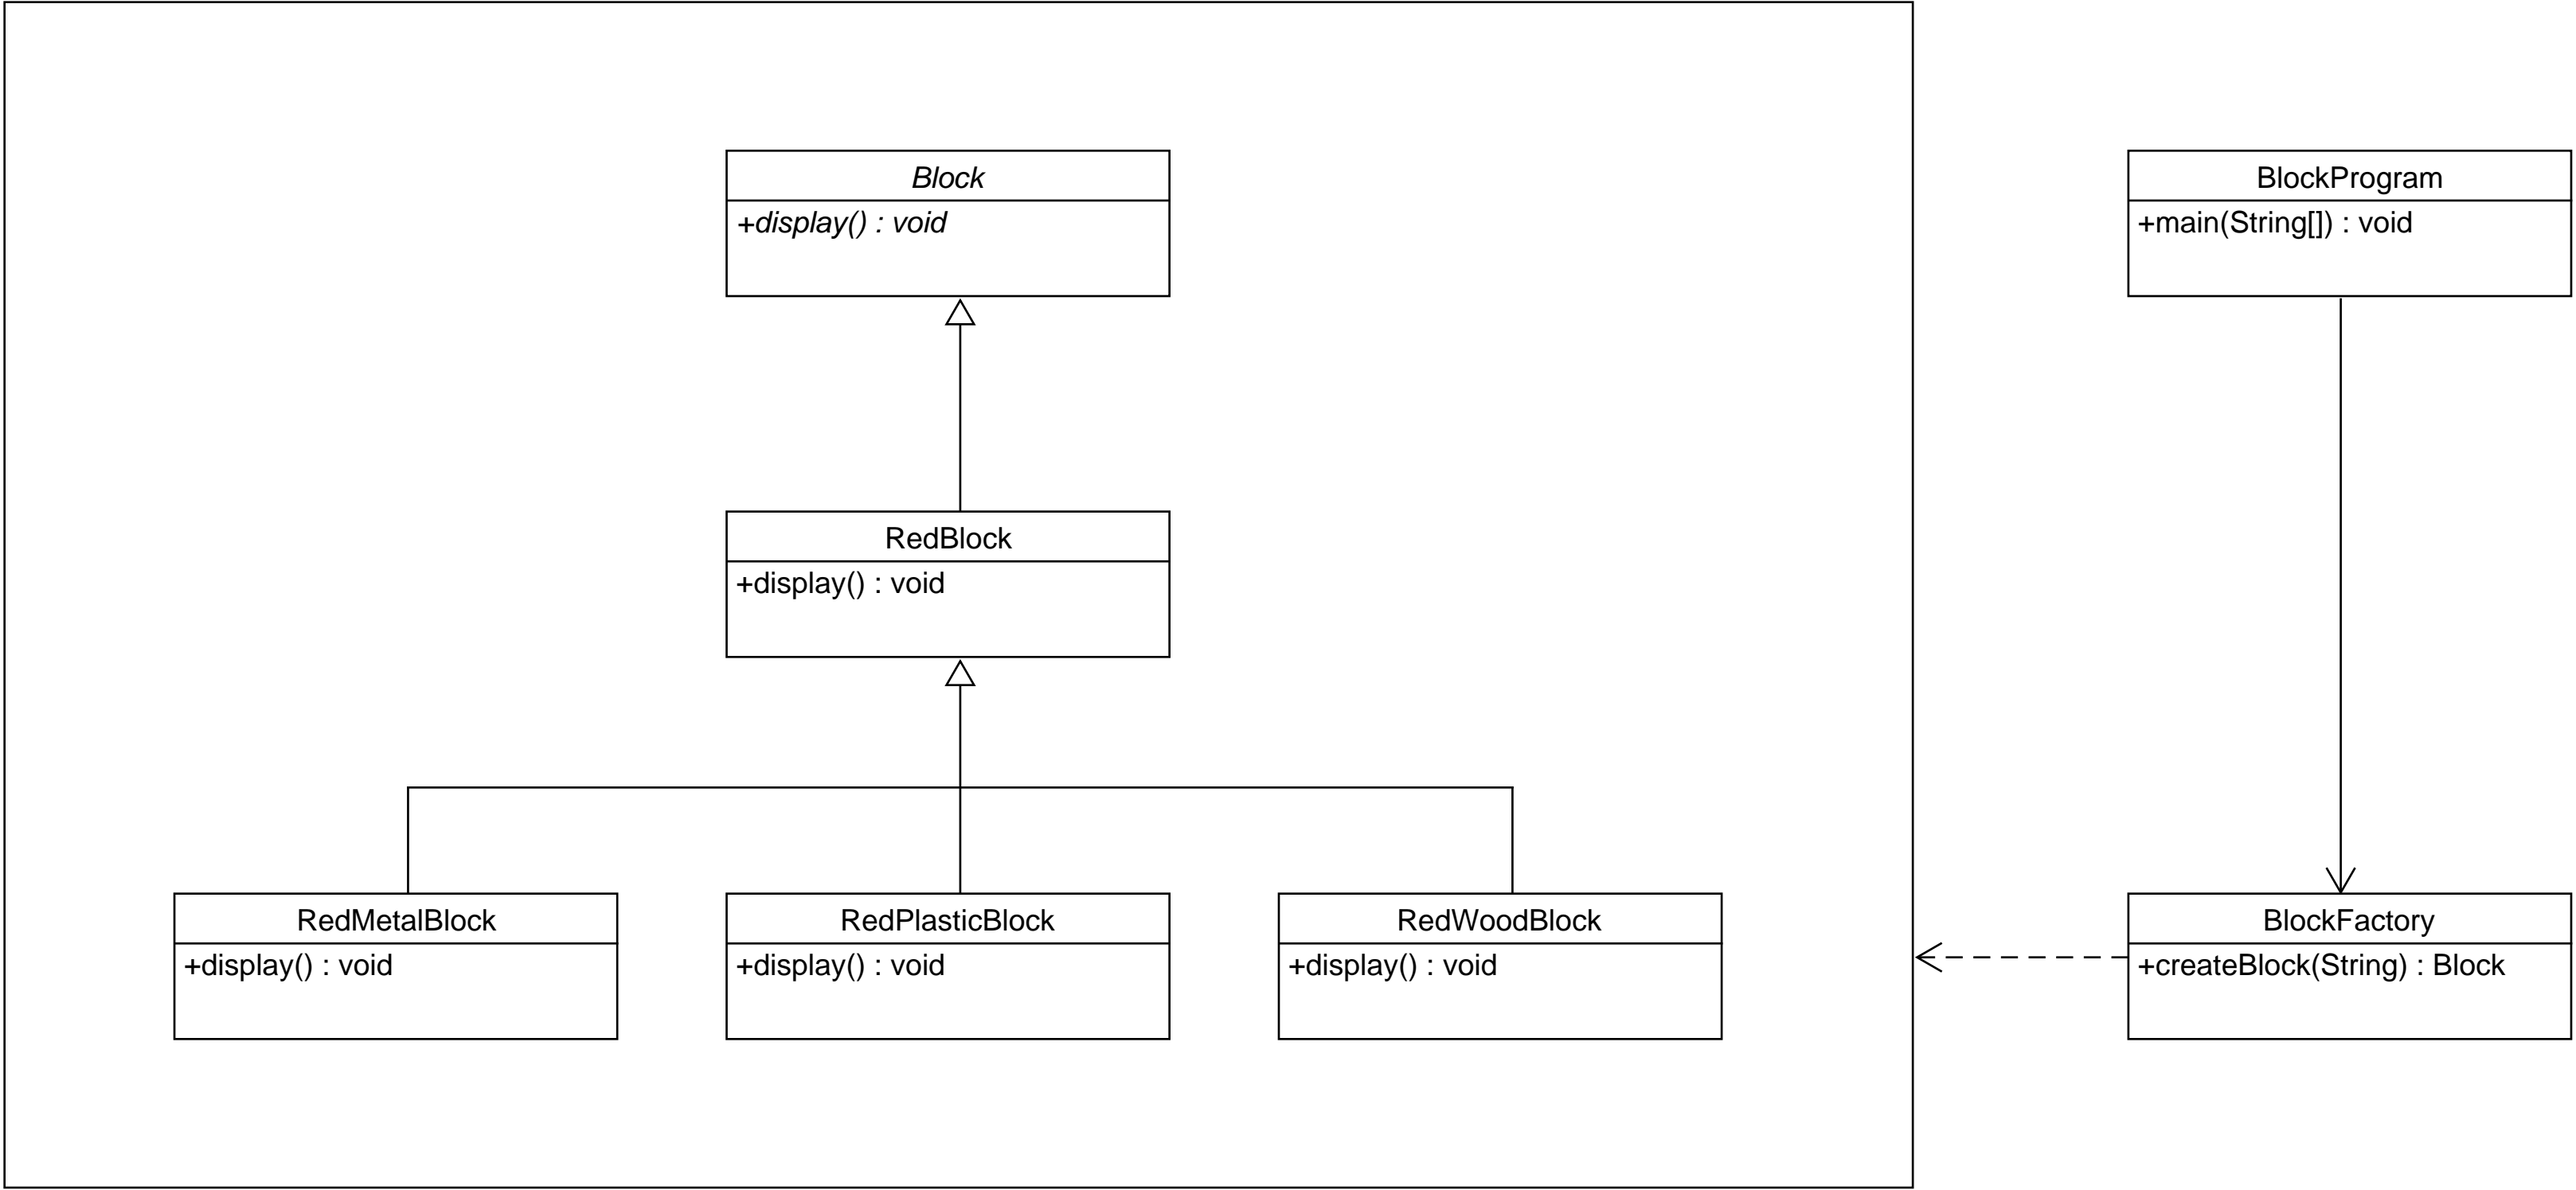 Block
+display() : void
BlockProgram
+main(String[]) : void
RedBlock
+display() : void
RedMetalBlock
+display() : void
RedPlasticBlock
+display() : void
RedWoodBlock
+display() : void
BlockFactory
+createBlock(String) : Block